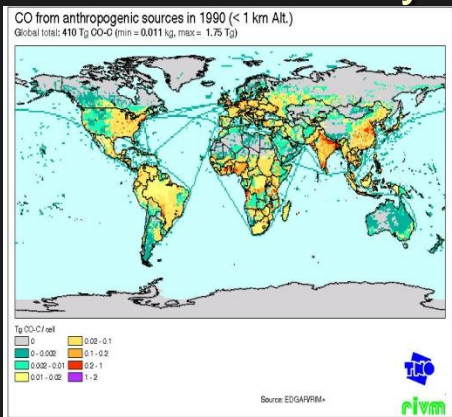 CO from anthropogenic sources in 1990 (< 1 km Alt.)
Global total: 410 Tg CO-C (min = 0.011 kg, max = 1.75 Tg)
Tg CO-C / cell
0
0 - 0.002
0.002 - 0.01
0.01 - 0.02
0.02 - 0.1
0.1 - 0.2
0.2 - 1
1 - 2
Source: EDGAR/RIM+
TNO
rivm